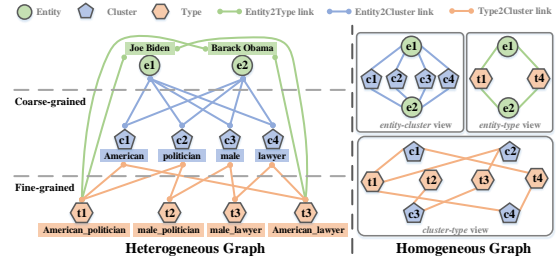 Entity Cluster Type Entity2Type link Entity2Cluster link Type2Cluster link
Joe Biden Barack Obama
e1 e2
Coarse-grained
c1 c2 c3 c4
American politician male lawyer
Fine-grained
t1 t2 t3 t3
American_politician male_politician male_lawyer American_lawyer
Heterogeneous Graph
e1
c1 c2 c3 c4
e2
entity-cluster view
e1
t1 t4
e2
entity-type view
c1 c2
t1 t2 t3 t4
c3 c4
cluster-type view
Homogeneous Graph